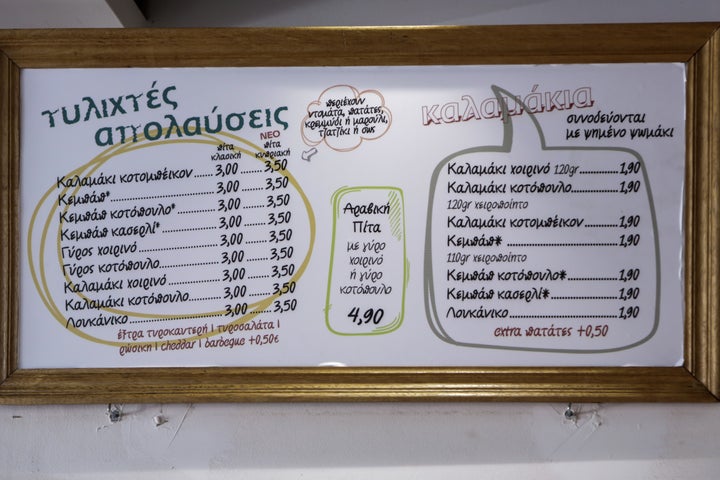 τυλιχτές
απολαύσεις
ΝΕΟ
πίτα κλασική
πίτα κυπριακή
Καλαμάκι κοτομπέικον 3,00 3,50
Κεμπάπ* 3,00 3,50
Κεμπάπ κοτόπουλο* 3,00 3,50
Κεμπάπ κασερλί* 3,00 3,50
Γύρος χοιρινό 3,00 3,50
Γύρος κοτόπουλο 3,00 3,50
Καλαμάκι χοιρινό 3,00 3,50
Καλαμάκι κοτόπουλο 3,00 3,50
Λουκάνικο 3,00 3,50
έξτρα τυροκαυτερή | τυροσαλάτα |
ρώσικη | cheddar | barbeque +0,50€
περιέχουν
ντομάτα, πατάτες,
κρεμμύδι ή μαρούλι,
τζατζίκι ή σως
Αραβική
Πίτα
με γύρο
χοιρινό
ή γύρο
κοτόπουλο
4,90
καλαμάκια
συνοδεύονται
με ψημένο ψωμάκι
Καλαμάκι χοιρινό 120gr 1,90
Καλαμάκι κοτόπουλο 1,90
120gr χειροποίητο
Καλαμάκι κοτομπέικον 1,90
Κεμπάπ* 1,90
110gr χειροποίητο
Κεμπάπ κοτόπουλο* 1,90
Κεμπάπ κασερλί* 1,90
Λουκάνικο 1,90
extra πατάτες +0,50